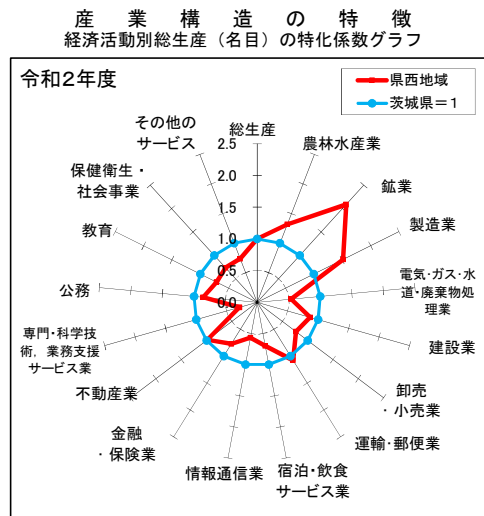 産業構造の特徴
経済活動別総生産（名目）の特化係数グラフ
令和2年度
県西地域
茨城県＝１
総生産
農林水産業
鉱業
製造業
電気・ガス・水
道・廃棄物処
理業
建設業
卸売
・小売業
運輸・郵便業
宿泊・飲食
サービス業
情報通信業
金融
・保険業
不動産業
専門・科学技
術，業務支援
サービス業
公務
教育
保健衛生・
社会事業
その他の
サービス
2.5
2.0
1.5
1.0
0.5
0.0